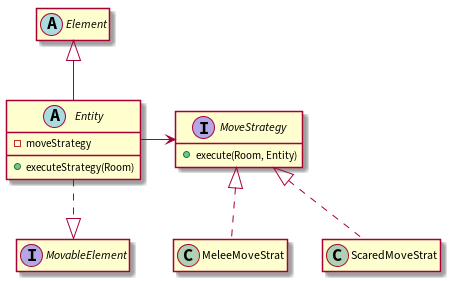 A Element
A Entity
moveStrategy
executeStrategy(Room)
I MoveStrategy
execute(Room, Entity)
I MovableElement
C MeleeMoveStrat
C ScaredMoveStrat